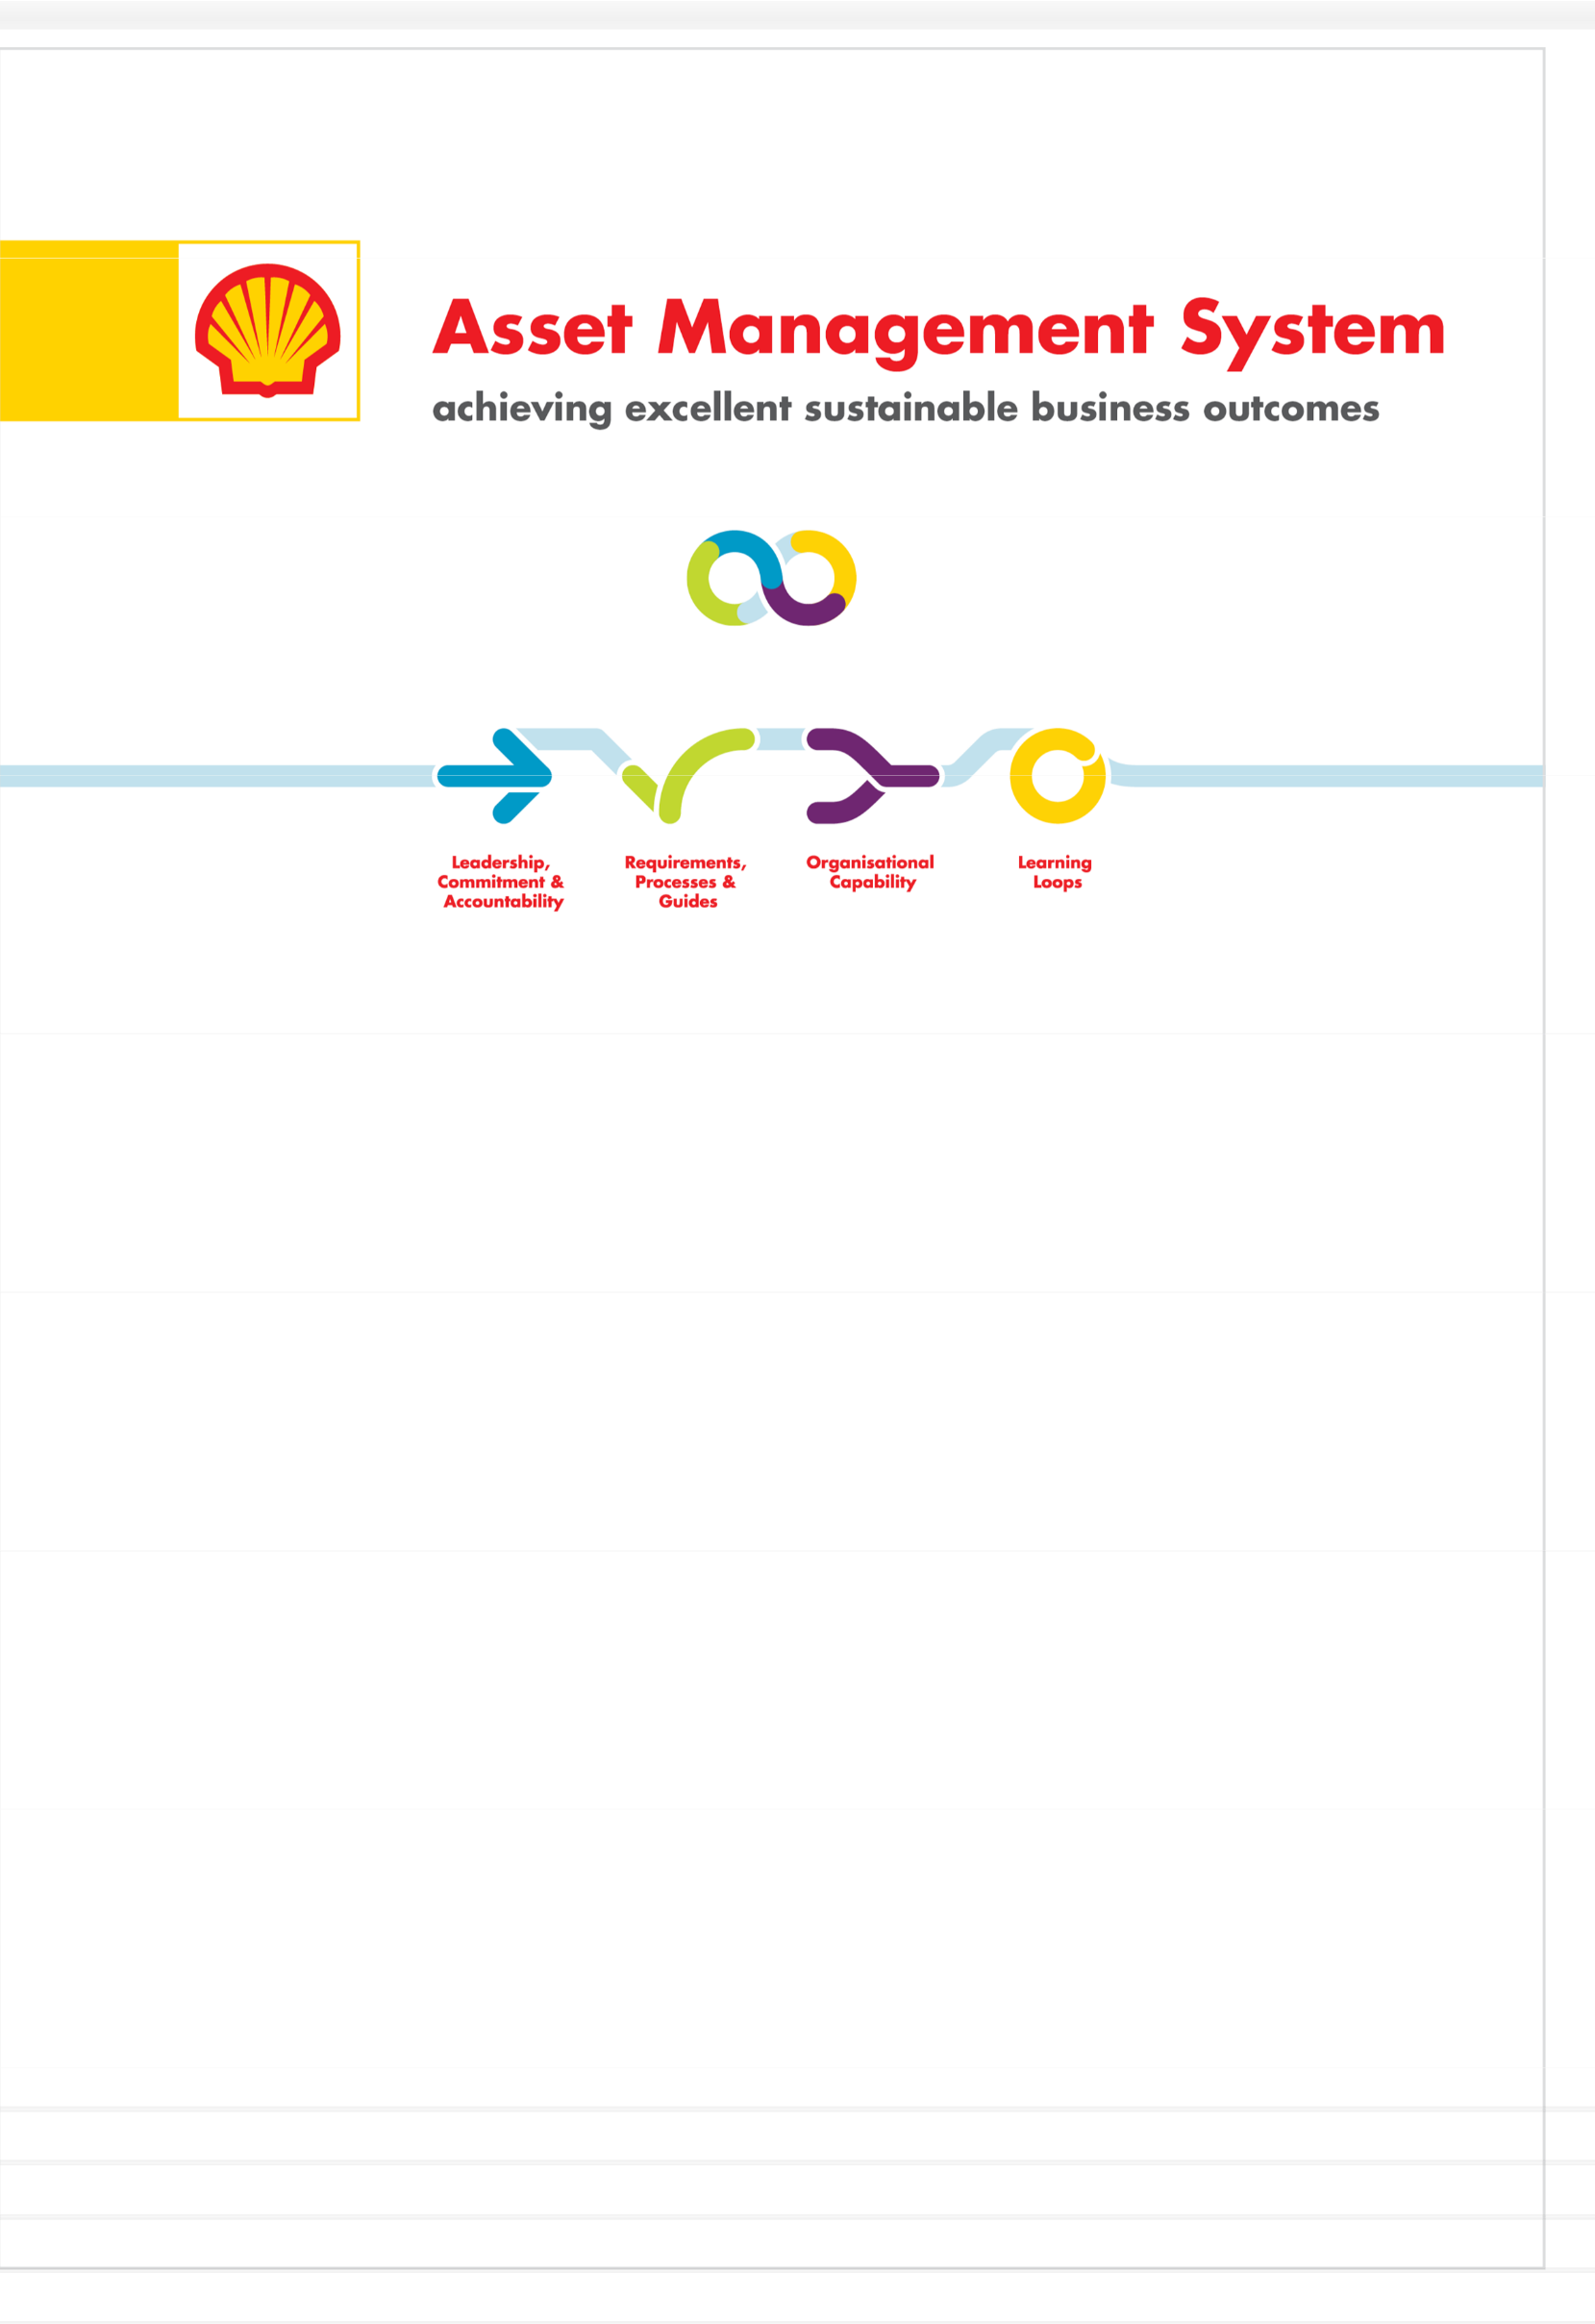 Asset Management System
achieving excellent sustainable business outcomes
Leadership,
Commitment &
Accountability
Requirements,
Processes &
Guides
Organisational
Capability
Learning
Loops